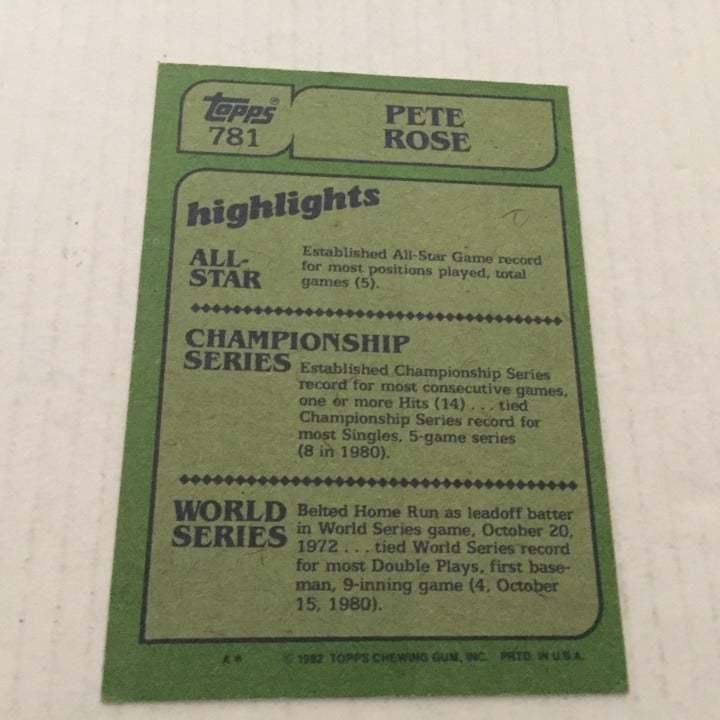 Topps®
781
PETE
ROSE
highlights
ALL-
STAR
Established All-Star Game record
for most positions played, total
games (5).
CHAMPIONSHIP
SERIES
Established Championship Series
record for most consecutive games,
one or more Hits (14) . . . tied
Championship Series record for
most Singles, 5-game series
(8 in 1980).
WORLD
SERIES
Belted Home Run as leadoff batter
in World Series game, October 20,
1972 . . . tied World Series record
for most Double Plays, first base-
man, 9-inning game (4, October
15, 1980).
A* © 1982 TOPPS CHEWING GUM, INC. PRTD. IN U.S.A.